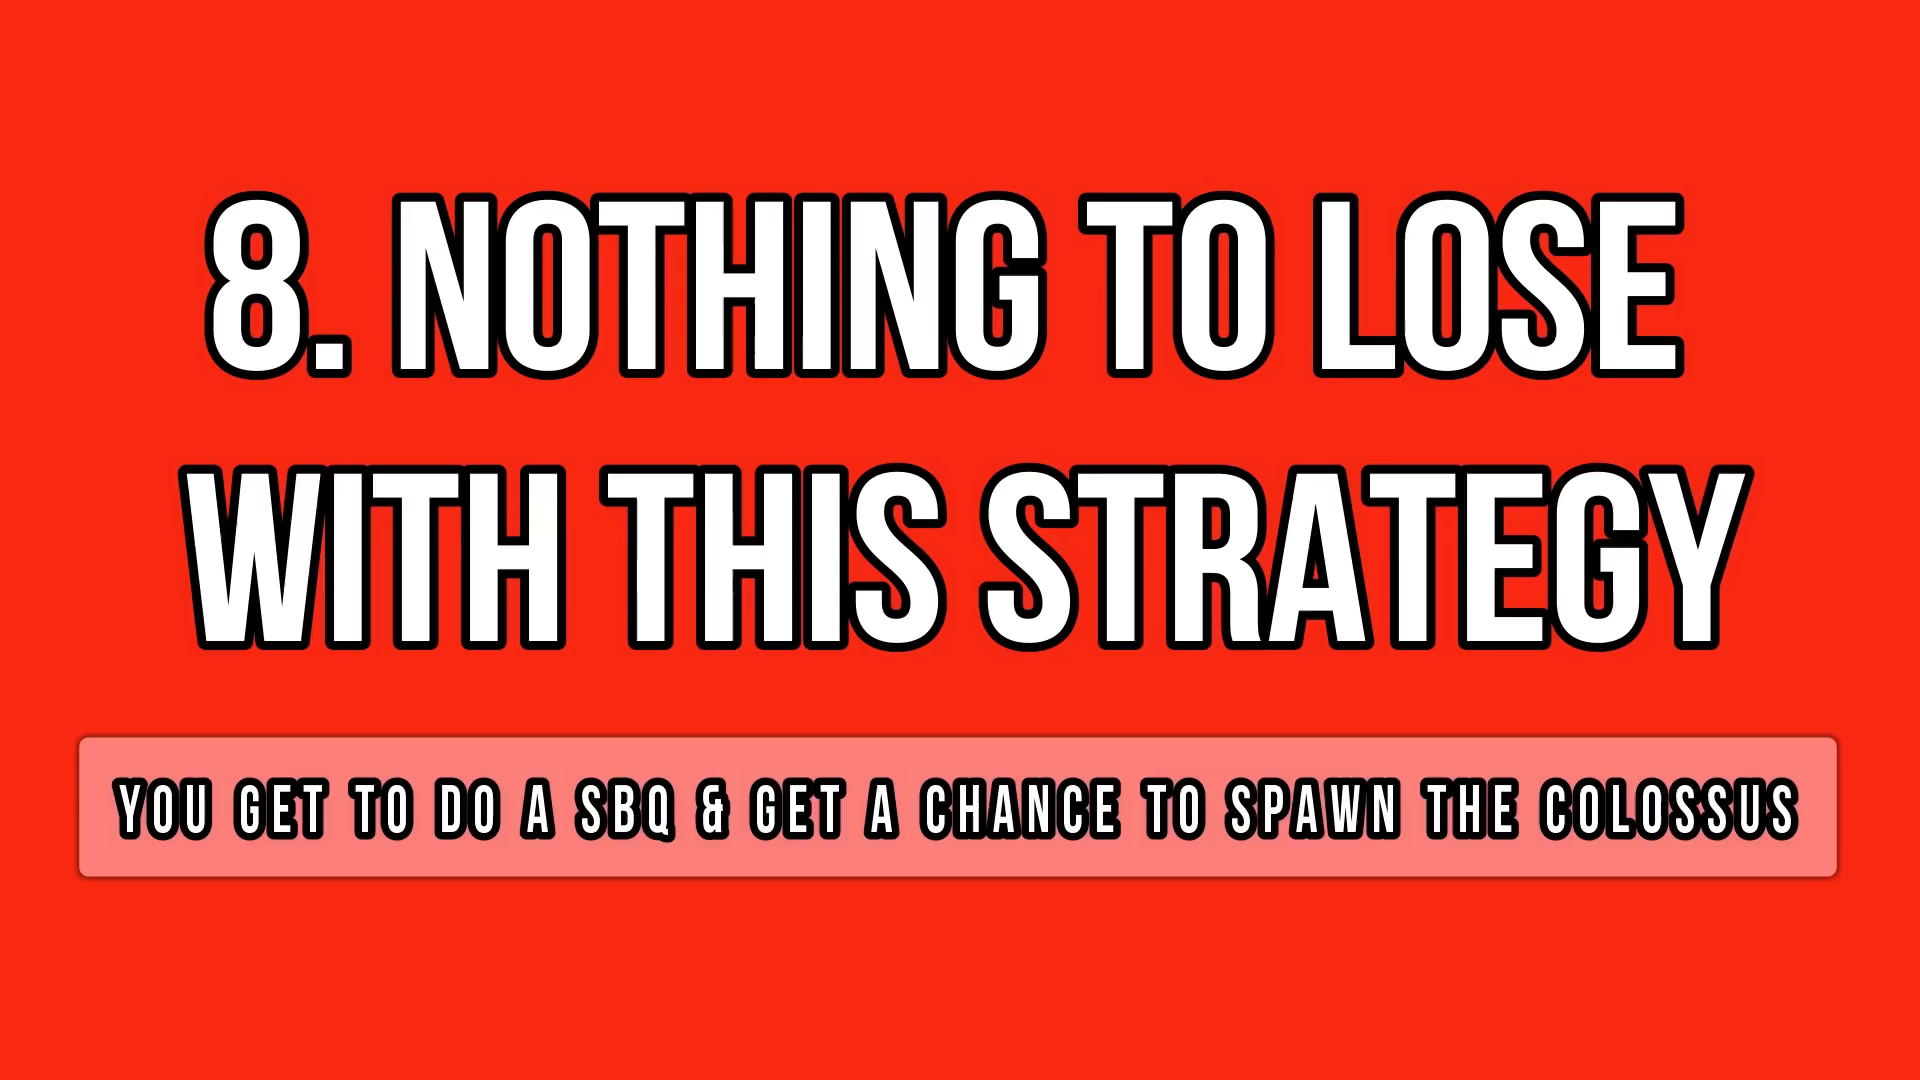 8. NOTHING TO LOSE
WITH THIS STRATEGY
YOU GET TO DO A SBQ & GET A CHANCE TO SPAWN THE COLOSSUS